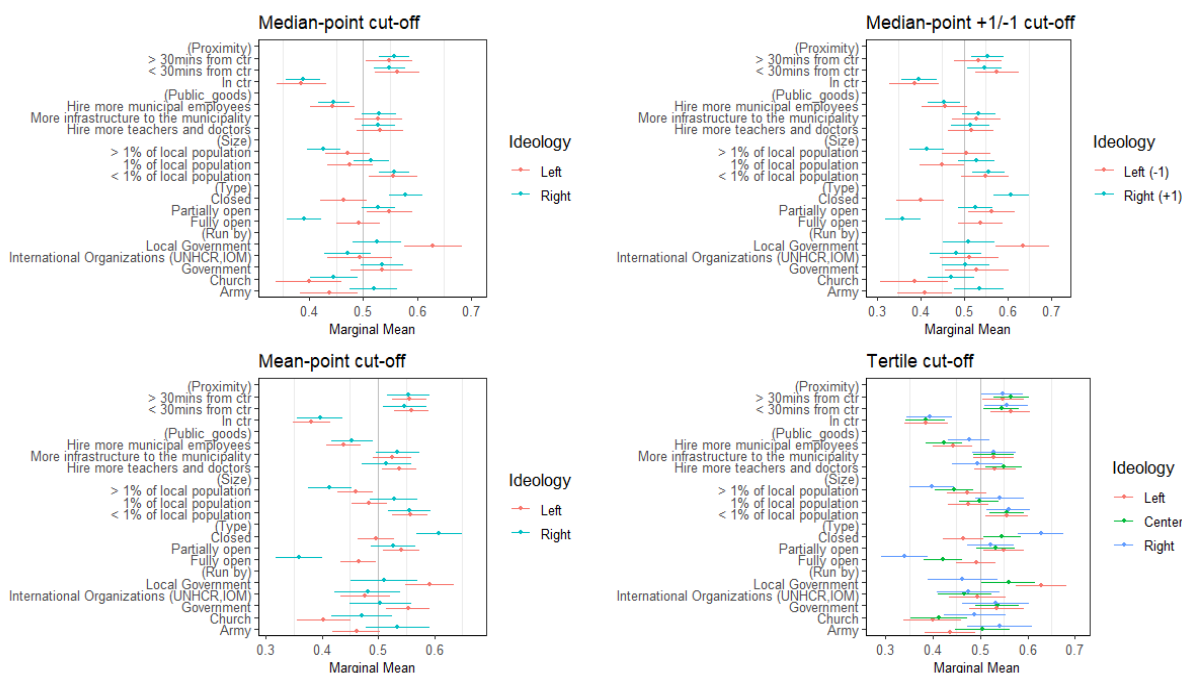 Median-point cut-off
(Proximity)
> 30mins from ctr
< 30mins from ctr
In ctr
(Public_goods)
Hire more municipal employees
More infrastructure to the municipality
Hire more teachers and doctors
(Size)
> 1% of local population
1% of local population
< 1% of local population
(Type)
Closed
Partially open
Fully open
(Run by)
Local Government
International Organizations (UNHCR,IOM)
Government
Church
Army
0.4 0.5 0.6 0.7
Marginal Mean
Ideology
Left
Right
Median-point +1/-1 cut-off
(Proximity)
> 30mins from ctr
< 30mins from ctr
In ctr
(Public_goods)
Hire more municipal employees
More infrastructure to the municipality
Hire more teachers and doctors
(Size)
> 1% of local population
1% of local population
< 1% of local population
(Type)
Closed
Partially open
Fully open
(Run by)
Local Government
International Organizations (UNHCR,IOM)
Government
Church
Army
0.3 0.4 0.5 0.6 0.7
Marginal Mean
Ideology
Left (-1)
Right (+1)
Mean-point cut-off
(Proximity)
> 30mins from ctr
< 30mins from ctr
In ctr
(Public_goods)
Hire more municipal employees
More infrastructure to the municipality
Hire more teachers and doctors
(Size)
> 1% of local population
1% of local population
< 1% of local population
(Type)
Closed
Partially open
Fully open
(Run by)
Local Government
International Organizations (UNHCR,IOM)
Government
Church
Army
0.3 0.4 0.5 0.6
Marginal Mean
Ideology
Left
Right
Tertile cut-off
(Proximity)
> 30mins from ctr
< 30mins from ctr
In ctr
(Public_goods)
Hire more municipal employees
More infrastructure to the municipality
Hire more teachers and doctors
(Size)
> 1% of local population
1% of local population
< 1% of local population
(Type)
Closed
Partially open
Fully open
(Run by)
Local Government
International Organizations (UNHCR,IOM)
Government
Church
Army
0.3 0.4 0.5 0.6 0.7
Marginal Mean
Ideology
Left
Center
Right